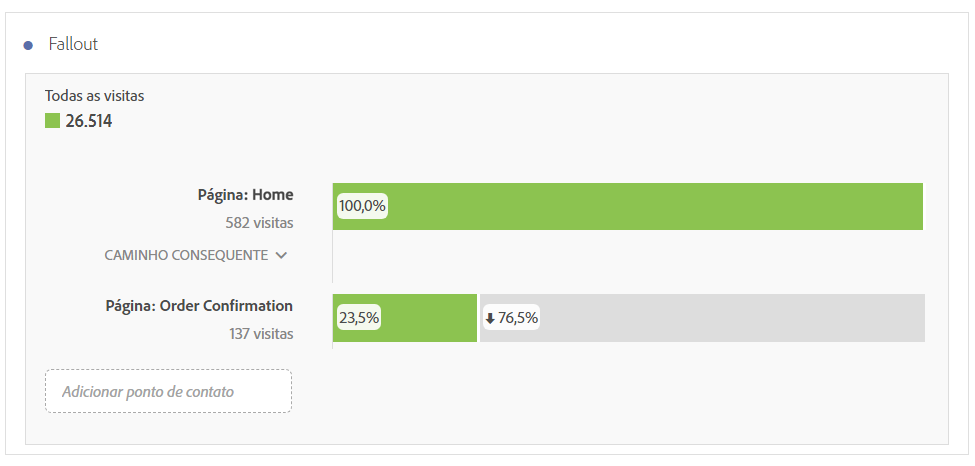 Fallout
Todas as visitas
26.514
Página: Home
582 visitas
100,0%
CAMINHO CONSEQUENTE
Página: Order Confirmation
137 visitas
23,5%
76,5%
Adicionar ponto de contato